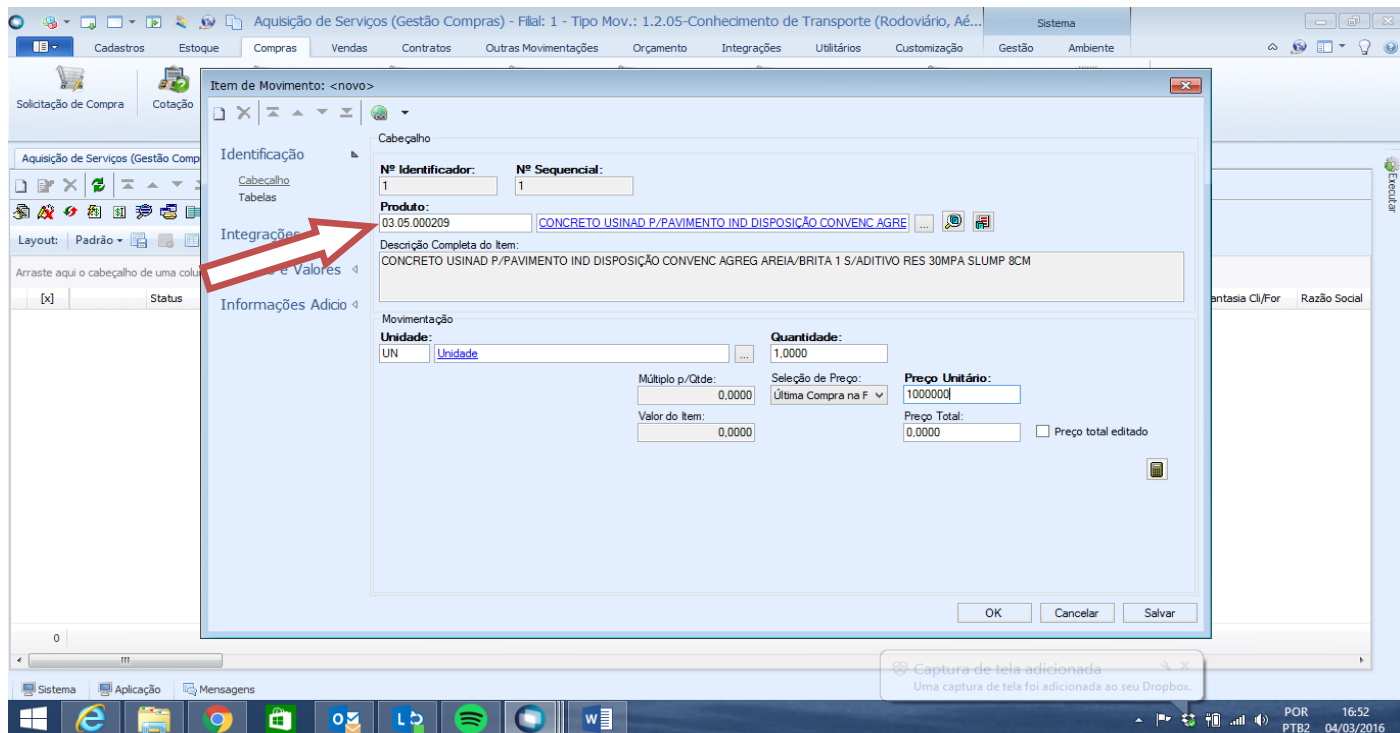 Aquisição de Serviços (Gestão Compras) - Filial: 1 - Tipo Mov.: 1.2.05-Conhecimento de Transporte (Rodoviário, Aé...
Sistema
Cadastros Estoque Compras Vendas Contratos Outras Movimentações Orçamento Integrações Utilitários Customização Gestão Ambiente
Solicitação de Compra Cotação
Item de Movimento: <novo>
Cabeçalho
Aquisição de Serviços (Gestão Comp
Identificação
Cabeçalho
Tabelas
Nº Identificador: Nº Sequencial:
1 1
Produto:
03.05.000209 CONCRETO USINAD P/PAVIMENTO IND DISPOSIÇÃO CONVENC AGRE ...
Executar
Layout: Padrão
Integrações
Descrição Completa do Item:
CONCRETO USINAD P/PAVIMENTO IND DISPOSIÇÃO CONVENC AGREG AREIA/BRITA 1 S/ADITIVO RES 30MPA SLUMP 8CM
Arraste aqui o cabeçalho de uma colu
e Valores
[x] Status
Informações Adicio
antasia Cli/For Razão Social
Movimentação
Unidade: Quantidade:
UN Unidade ... 1,0000
Múltiplo p/Qtde: Seleção de Preço: Preço Unitário:
0,0000 Última Compra na F 1000000
Valor do Item: Preço Total:
0,0000 0,0000 Preço total editado
OK Cancelar Salvar
0
Captura de tela adicionada
Uma captura de tela foi adicionada ao seu Dropbox.
Sistema Aplicação Mensagens
POR 16:52
PTB2 04/03/2016